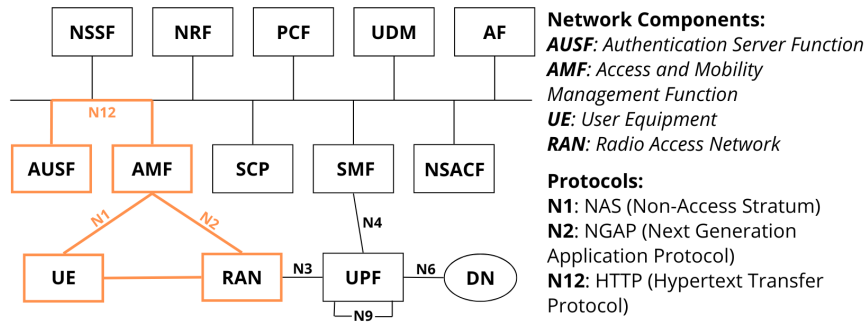 NSSF
NRF
PCF
UDM
AF
N12
AUSF
AMF
SCP
SMF
NSACF
N1
N2
N4
UE
RAN
N3
UPF
N6
DN
N9
Network Components:
AUSF: Authentication Server Function
AMF: Access and Mobility
Management Function
UE: User Equipment
RAN: Radio Access Network
Protocols:
N1: NAS (Non-Access Stratum)
N2: NGAP (Next Generation
Application Protocol)
N12: HTTP (Hypertext Transfer
Protocol)